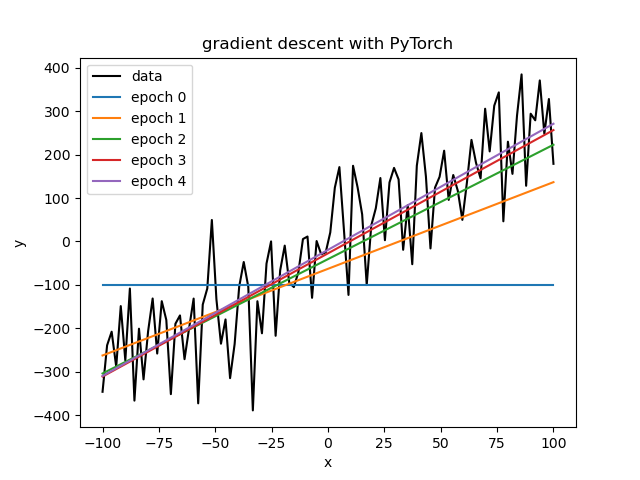 gradient descent with PyTorch
data
epoch 0
epoch 1
epoch 2
epoch 3
epoch 4
400
300
200
100
0
−100
−200
−300
−400
y
−100 −75 −50 −25 0 25 50 75 100
x